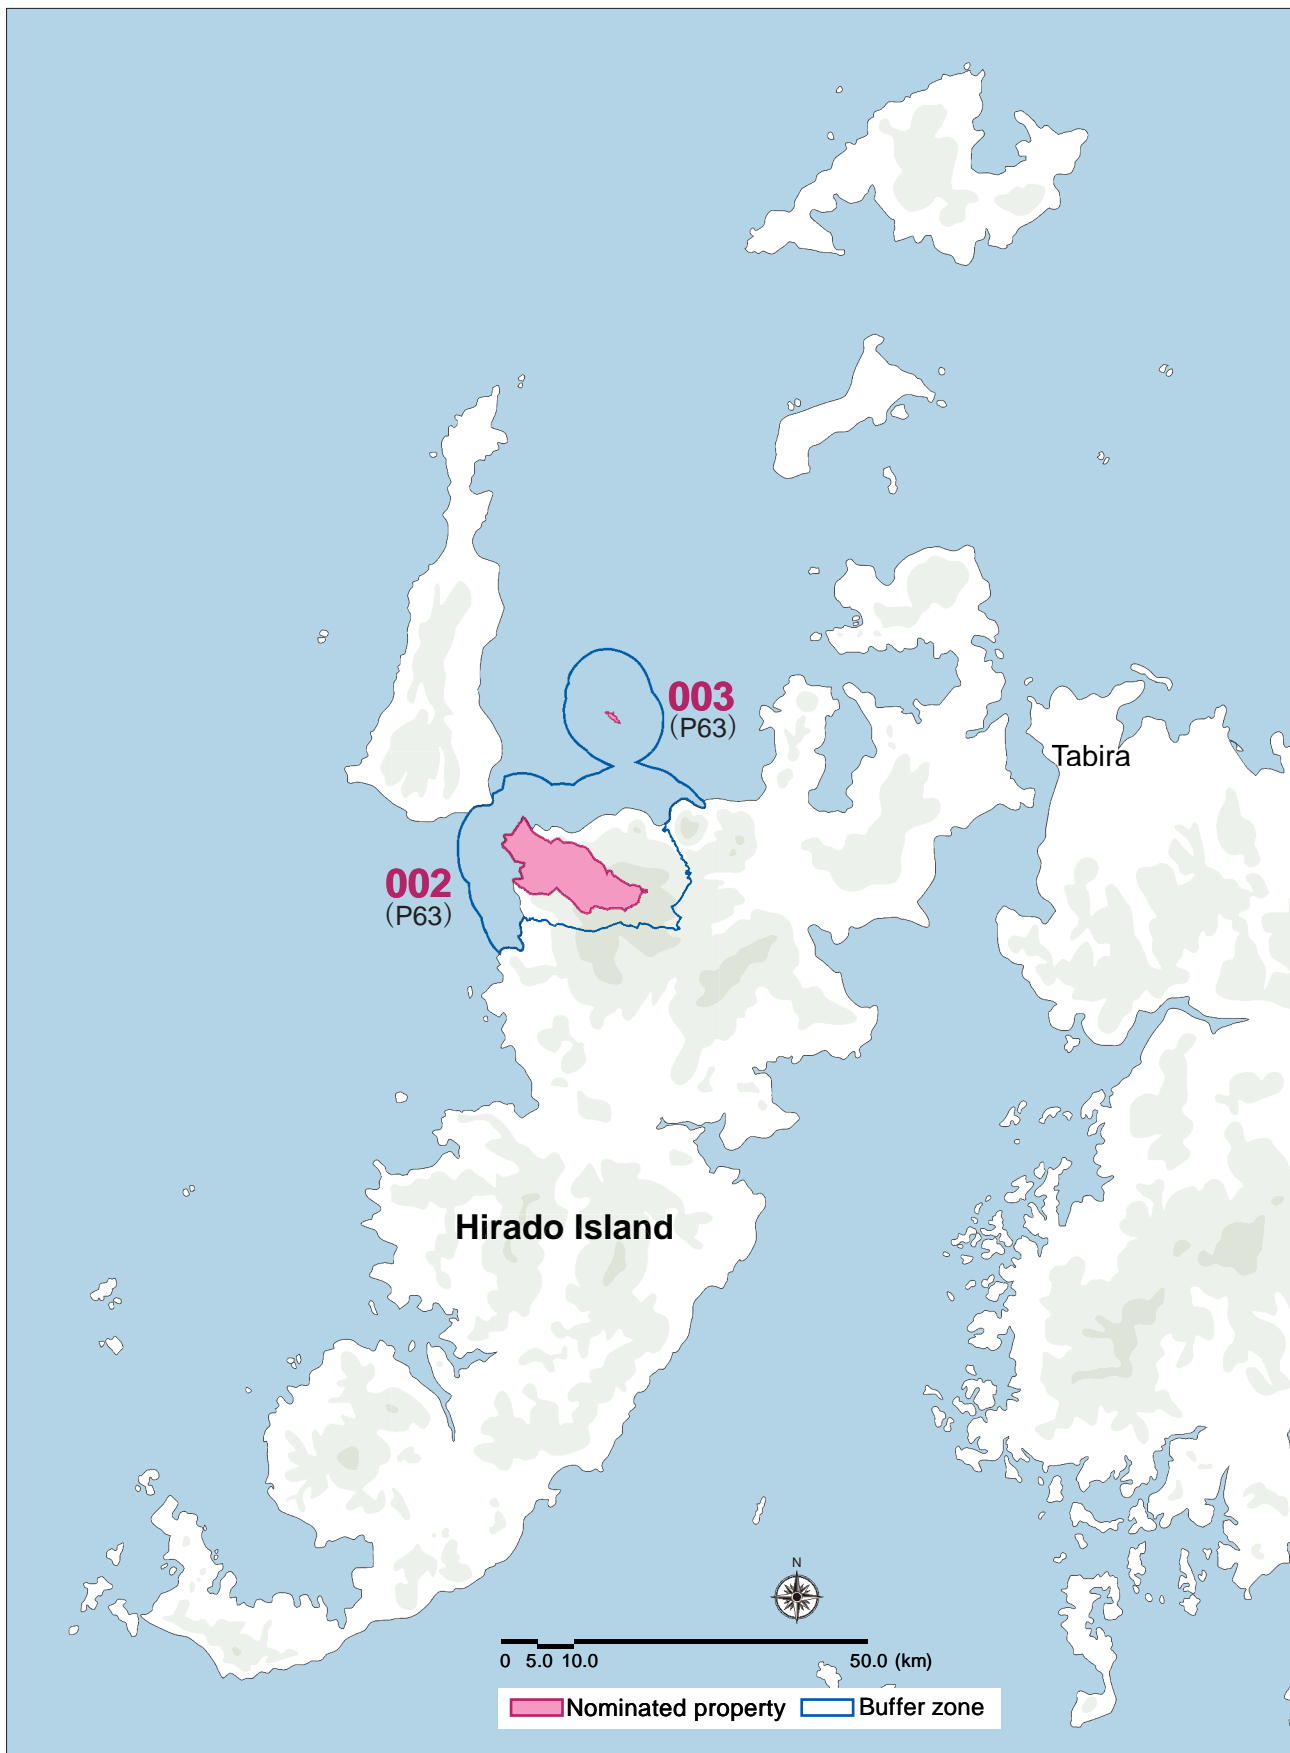 003
(P63)
Tabira
002
(P63)
Hirado Island
N
0 5.0 10.0 50.0 (km)
Nominated property Buffer zone